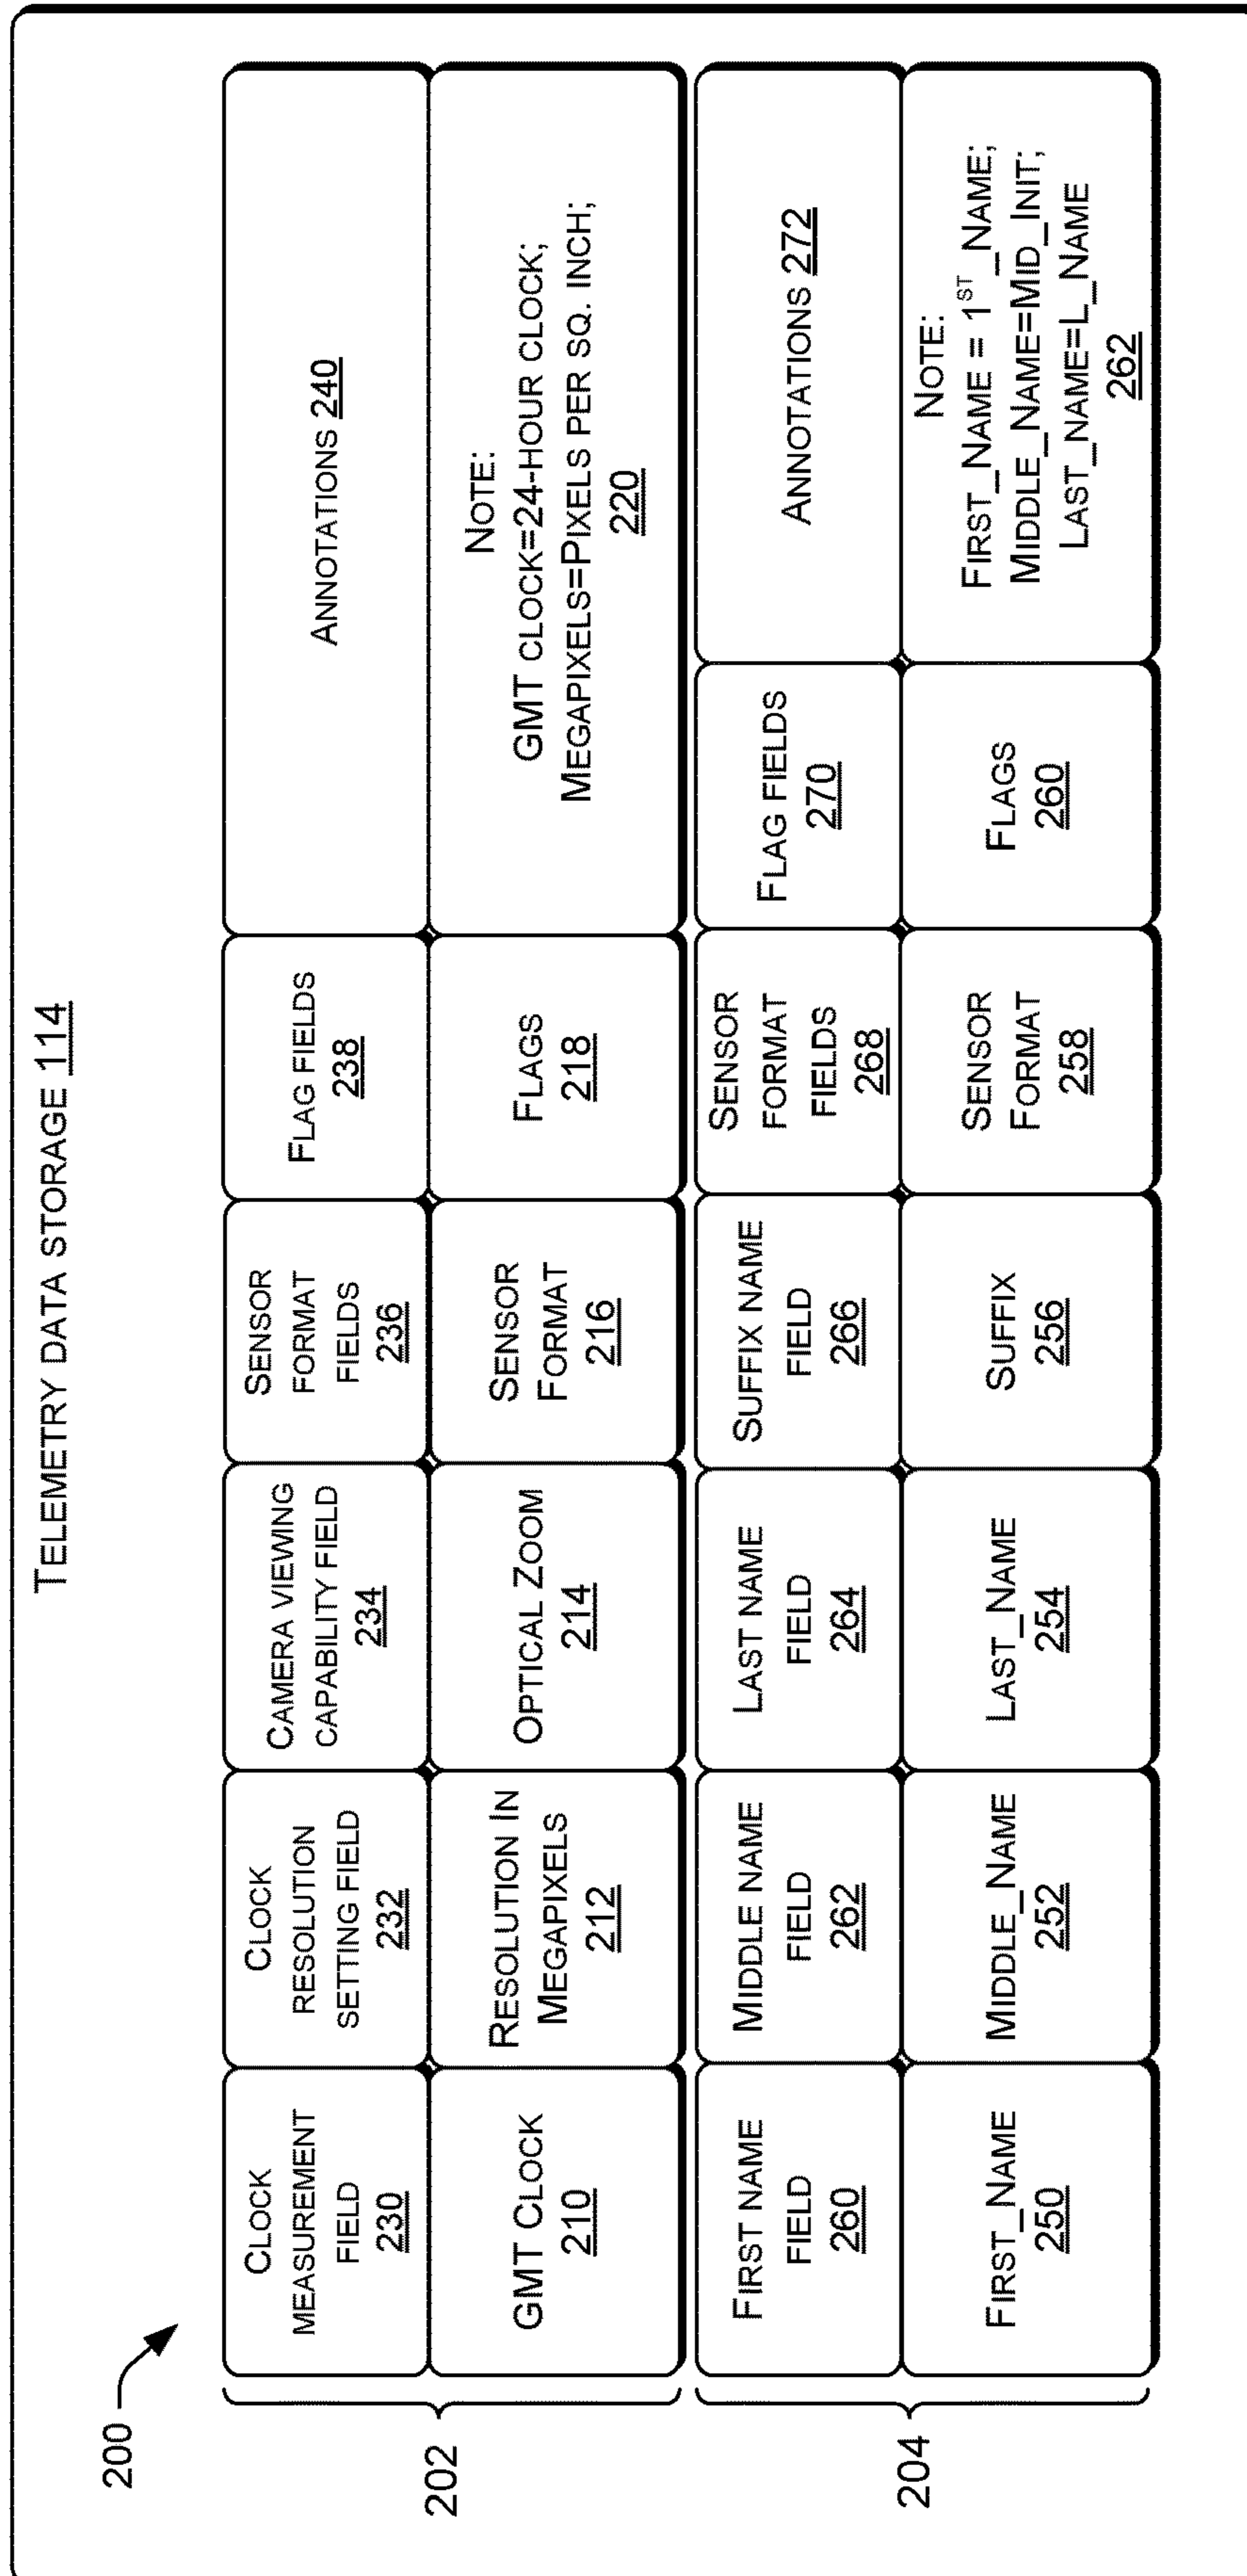 TELEMETRY DATA STORAGE 114
200
202
CLOCK
MEASUREMENT
FIELD
230
CLOCK
RESOLUTION
SETTING FIELD
232
CAMERA VIEWING
CAPABILITY FIELD
234
SENSOR
FORMAT
FIELDS
236
FLAG FIELDS
238
ANNOTATIONS 240
GMT CLOCK
210
RESOLUTION IN
MEGAPIXELS
212
OPTICAL ZOOM
214
SENSOR
FORMAT
216
FLAGS
218
NOTE:
GMT CLOCK=24-HOUR CLOCK;
MEGAPIXELS=PIXELS PER SQ. INCH;
220
204
FIRST NAME
FIELD
260
MIDDLE NAME
FIELD
262
LAST NAME
FIELD
264
SUFFIX NAME
FIELD
266
SENSOR
FORMAT
FIELDS
268
FLAG FIELDS
270
ANNOTATIONS 272
FIRST_NAME
250
MIDDLE_NAME
252
LAST_NAME
254
SUFFIX
256
SENSOR
FORMAT
258
FLAGS
260
NOTE:
FIRST_NAME = 1ST_NAME;
MIDDLE_NAME=MID_INIT;
LAST_NAME=L_NAME
262